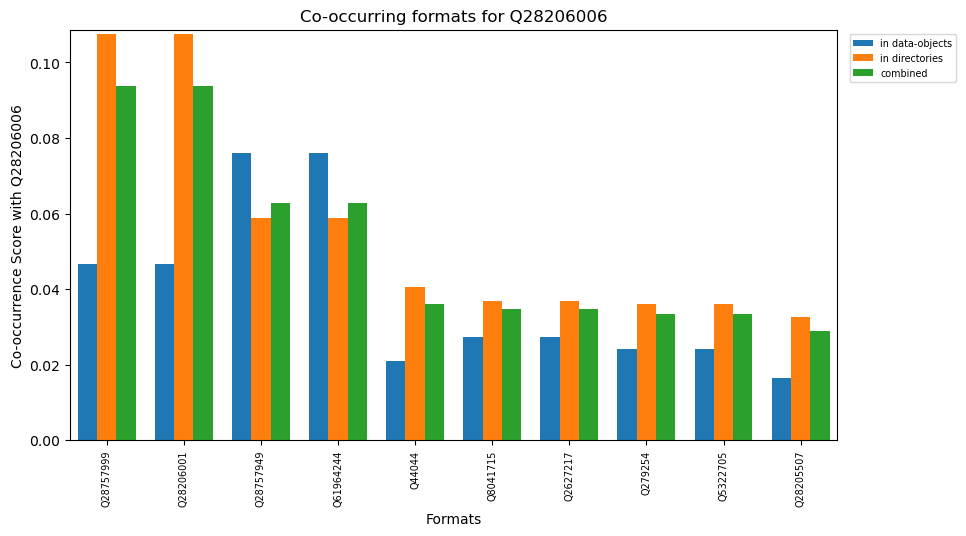 Co-occurring formats for Q28206006
Co-occurrence Score with Q28206006
0.10
0.08
0.06
0.04
0.02
0.00
Q28757999
Q28206001
Q28757949
Q61964244
Q44044
Q8041715
Q2627217
Q279254
Q5322705
Q28205507
Formats
in data-objects
in directories
combined